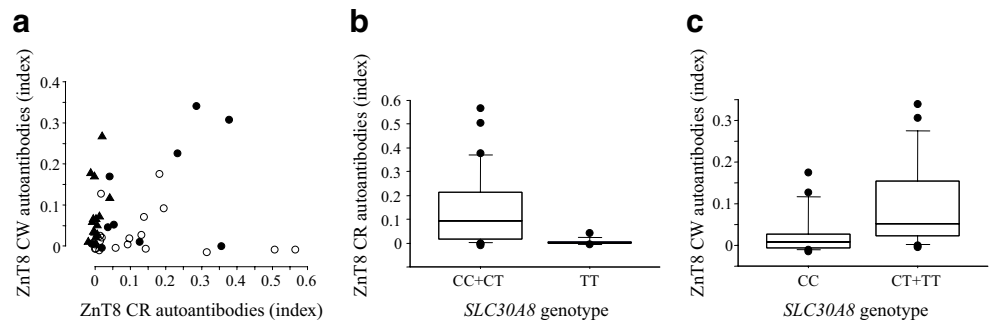 a
ZnT8 CW autoantibodies (index)
0.4
0.3
0.2
0.1
0
0 0.1 0.2 0.3 0.4 0.5 0.6
ZnT8 CR autoantibodies (index)
b
ZnT8 CR autoantibodies (index)
0.6
0.5
0.4
0.3
0.2
0.1
0
CC+CT TT
SLC30A8 genotype
c
ZnT8 CW autoantibodies (index)
0.3
0.2
0.1
0
CC CT+TT
SLC30A8 genotype